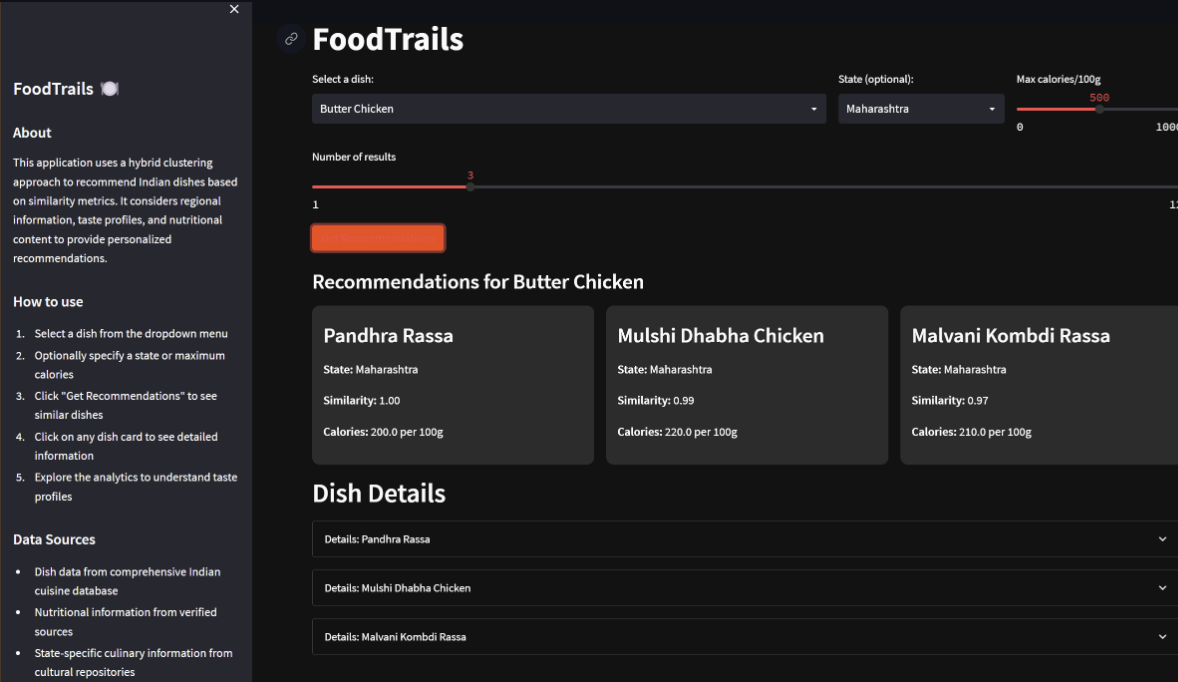 FoodTrails
About
This application uses a hybrid clustering
approach to recommend Indian dishes based
on similarity metrics. It considers regional
information, taste profiles, and nutritional
content to provide personalized
recommendations.
How to use
1. Select a dish from the dropdown menu
2. Optionally specify a state or maximum
calories
3. Click "Get Recommendations" to see
similar dishes
4. Click on any dish card to see detailed
information
5. Explore the analytics to understand taste
profiles
Data Sources
• Dish data from comprehensive Indian
cuisine database
• Nutritional information from verified
sources
• State-specific culinary information from
cultural repositories
FoodTrails
Select a dish:
Butter Chicken
State (optional):
Maharashtra
Max calories/100g
500
0 1000
Number of results
3
1
Recommendations for Butter Chicken
Pandhra Rassa
State: Maharashtra
Similarity: 1.00
Calories: 200.0 per 100g
Mulshi Dhabha Chicken
State: Maharashtra
Similarity: 0.99
Calories: 220.0 per 100g
Malvani Kombdi Rassa
State: Maharashtra
Similarity: 0.97
Calories: 210.0 per 100g
Dish Details
Details: Pandhra Rassa
Details: Mulshi Dhabha Chicken
Details: Malvani Kombdi Rassa